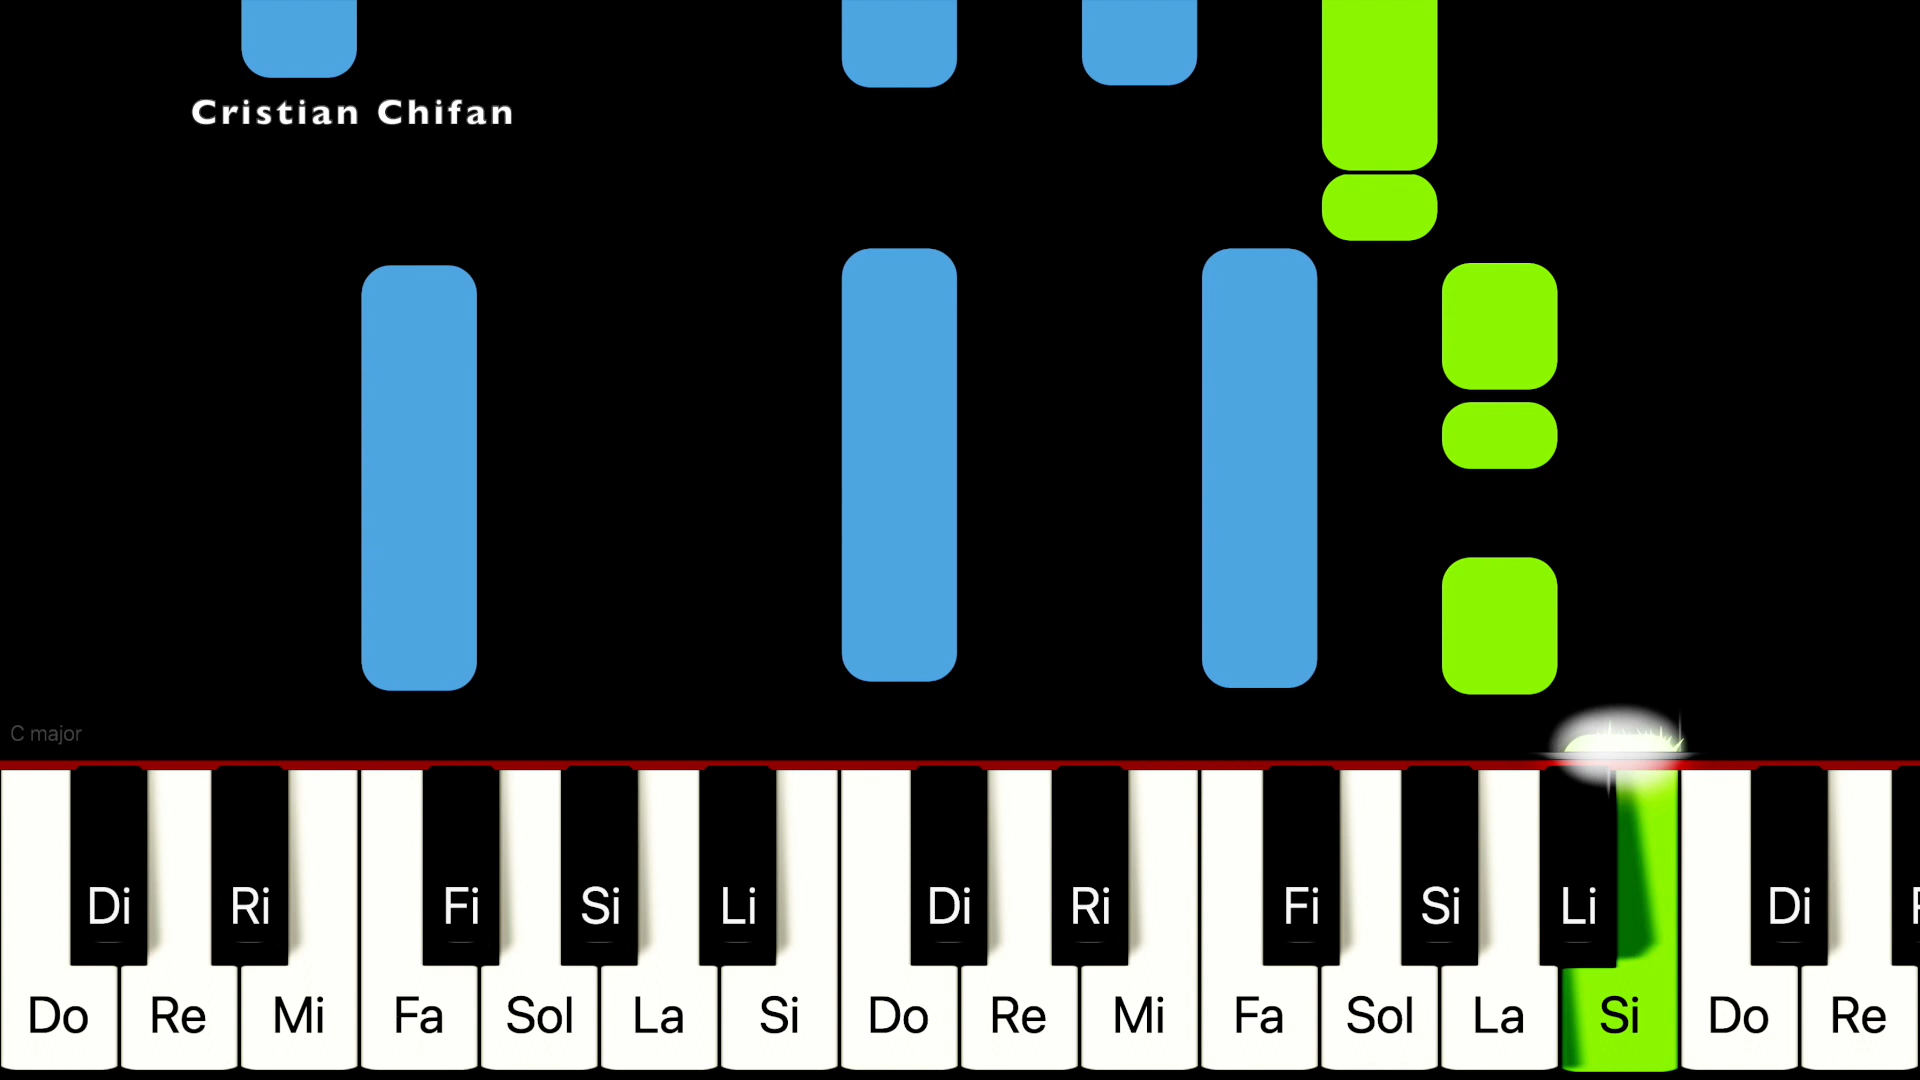 Cristian Chifan
C major
Di Ri Fi Si Li Di Ri Fi Si Li Di
Do Re Mi Fa Sol La Si Do Re Mi Fa Sol La Si Do Re